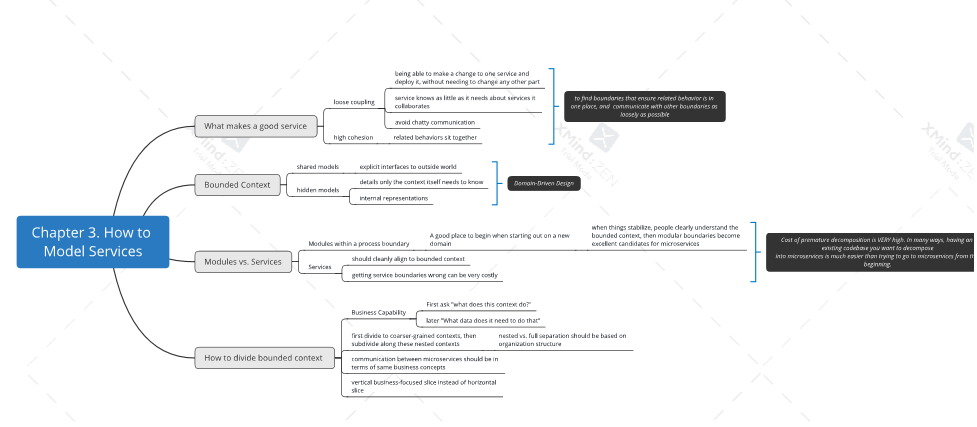 Chapter 3. How to
Model Services
What makes a good service
loose coupling
being able to make a change to one service and
deploy it, without needing to change any other part
service knows as little as it needs about services it
collaborates
avoid chatty communication
high cohesion
related behaviors sit together
to find boundaries that ensure related behavior is in
one place, and communicate with other boundaries as
loosely as possible
Bounded Context
shared models
explicit interfaces to outside world
hidden models
details only the context itself needs to know
internal representations
Domain-Driven Design
Modules vs. Services
Modules within a process boundary
A good place to begin when starting out on a new
domain
when things stabilize, people clearly understand the
bounded context, then modular boundaries become
excellent candidates for microservices
Services
should cleanly align to bounded context
getting service boundaries wrong can be very costly
Cost of premature decomposition is VERY high. In many ways, having an
existing codebase you want to decompose
into microservices is much easier than trying to go to microservices from th
beginning.
How to divide bounded context
Business Capability
First ask "what does this context do?"
later "What data does it need to do that"
first divide to coarser-grained contexts, then
subdivide along these nested contexts
nested vs. full separation should be based on
organization structure
communication between microservices should be in
terms of same business concepts
vertical business-focused slice instead of horizontal
slice
XMind:ZEN
Trial Mode
XMind:ZEN
Trial Mode
XMind
Trial Mode